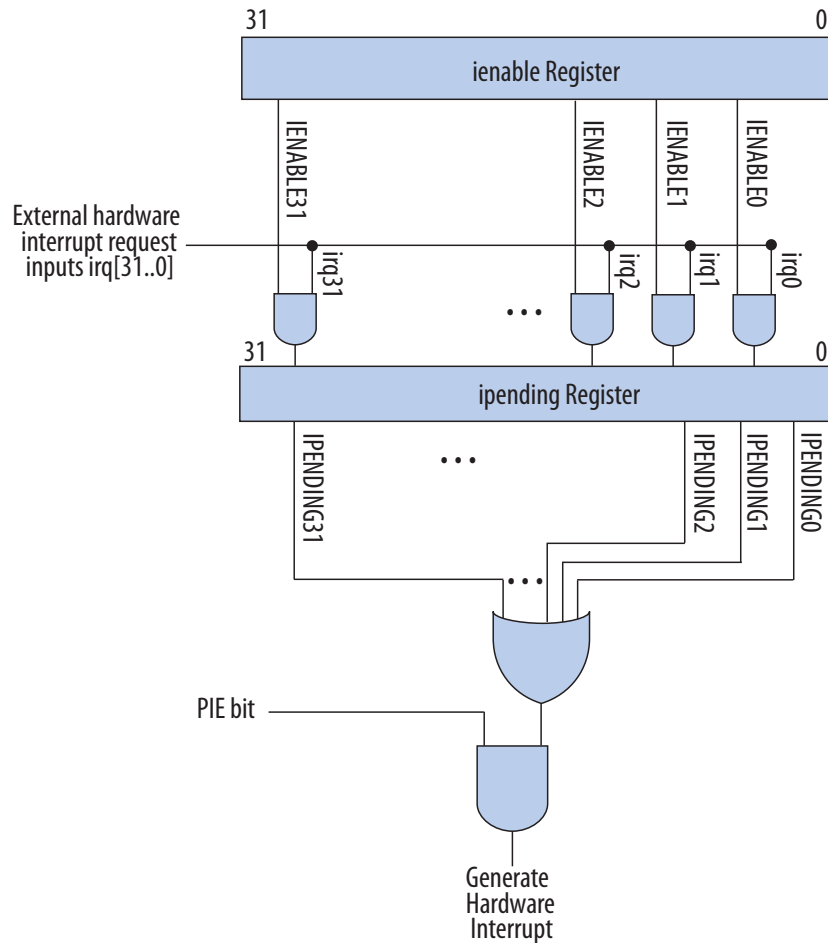 31 0
ienable Register
IENABLE31
IENABLE2
IENABLE1
IENABLE0
External hardware
interrupt request
inputs irq[31..0]
irq31
irq2
irq1
irq0
...
31 0
ipending Register
IPENDING31
...
IPENDING2
IPENDING1
IPENDING0
...
PIE bit
Generate
Hardware
Interrupt